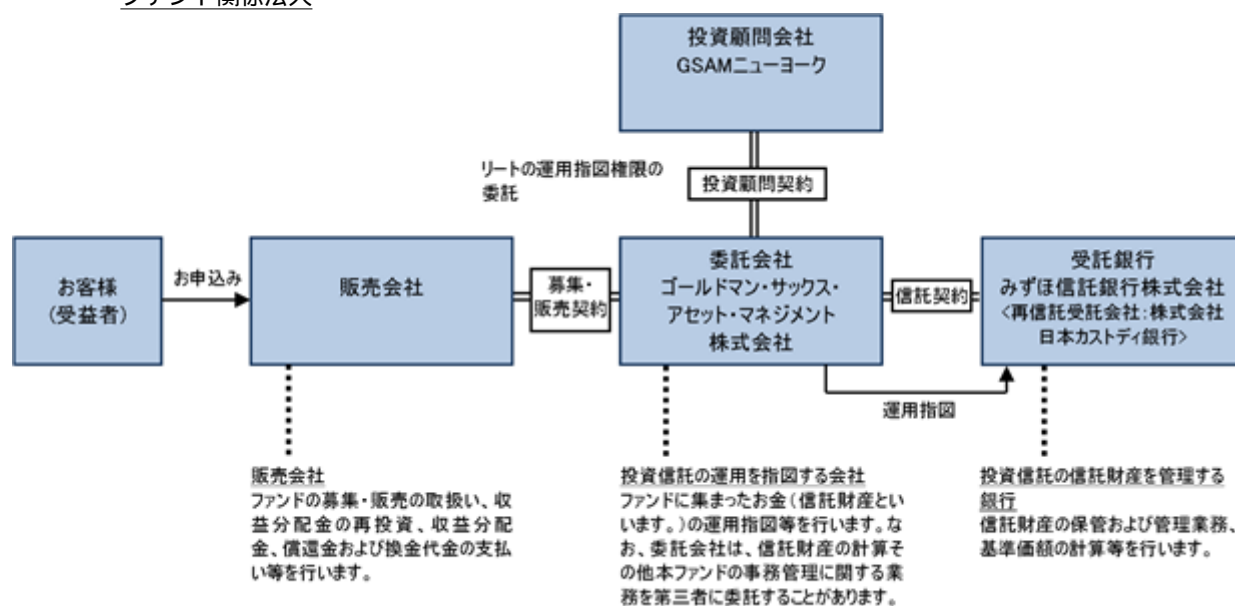 ファンド関係法人
投資顧問会社
GSAMニューヨーク
リートの運用指図権限の
委託
投資顧問契約
お客様
(受益者)
お申込み
販売会社
募集・
販売契約
委託会社
ゴールドマン・サックス・
アセット・マネジメント
株式会社
信託契約
受託銀行
みずほ信託銀行株式会社
<再信託受託会社:株式会社
日本カストディ銀行>
運用指図
販売会社
ファンドの募集・販売の取扱い、収
益分配金の再投資、収益分配
金、償還金および換金代金の支払
い等を行います。
投資信託の運用を指図する会社
ファンドに集まったお金(信託財産とい
います。)の運用指図等を行います。な
お、委託会社は、信託財産の計算そ
の他本ファンドの事務管理に関する業
務を第三者に委託することがあります。
投資信託の信託財産を管理する
銀行
信託財産の保管および管理業務、
基準価額の計算等を行います。